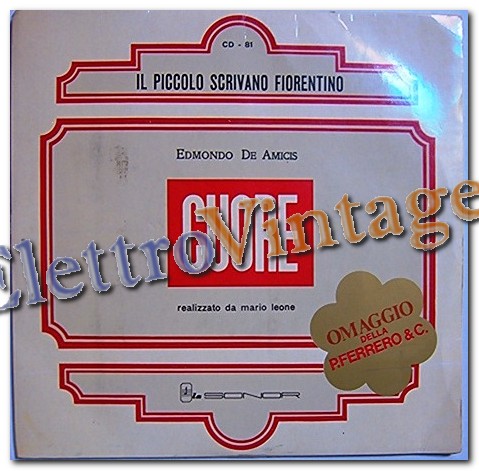 CD - 81
IL PICCOLO SCRIVANO FIORENTINO
EDMONDO DE AMICIS
CUORE
ElettroVintage
realizzato da mario leone
OMAGGIO
DELLA
P.FERRERO & C.
la SONOR